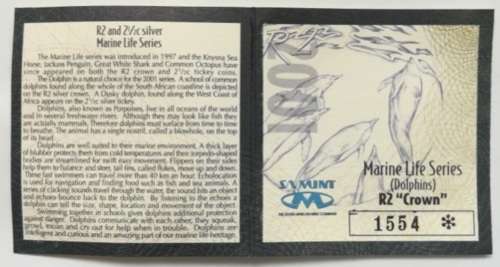 R2 and 2½c silver
Marine Life Series
The Marine Life series was introduced in 1997 and the Knysna Sea
Horse, Jackass Penguin, Great White Shark and Common Octopus have
since appeared on both the R2 crown and 2½c tickey coins.
The Dolphin is a natural choice for the 2001 series. A school of common
dolphins found along the whole of the South African coastline is depicted
on the R2 silver crown. A Dusky Dolphin, found along the West Coast of
Africa appears on the 2½c silver tickey.
Dolphins, also known as Porpoises, live in all oceans of the world
and in several freshwater rivers. Although they may look like fish they
are actually mammals. Therefore dolphins must surface from time to time
to breathe. The animal has a single nostril, called a blowhole, on the top
of its head.
Dolphins are well suited to their marine environment. A thick layer
of blubber protects them from cold temperatures and their torpedo-shaped
bodies are streamlined for swift easy movement. Flippers on their sides
help them to balance and steer, tail fins, called flukes, move up and down.
These fast swimmers can travel more than 40 km an hour. Echolocation
is used for navigation and finding food such as fish and sea animals. A
series of clicking sounds travel through the water, the sound hits an object
and echoes bounce back to the dolphin. By listening to the echoes a
dolphin can tell the size, shape, location and movement of the object.
Swimming together in schools gives dolphins additional protection
against danger. Dolphins communicate with each other, they squeak,
growl, moan and cry out for help when in trouble. Dolphins are
intelligent and curious and an amazing part of our marine life heritage.
2001
Marine Life Series
(Dolphins)
R2 "Crown"
SA MINT
1554 *